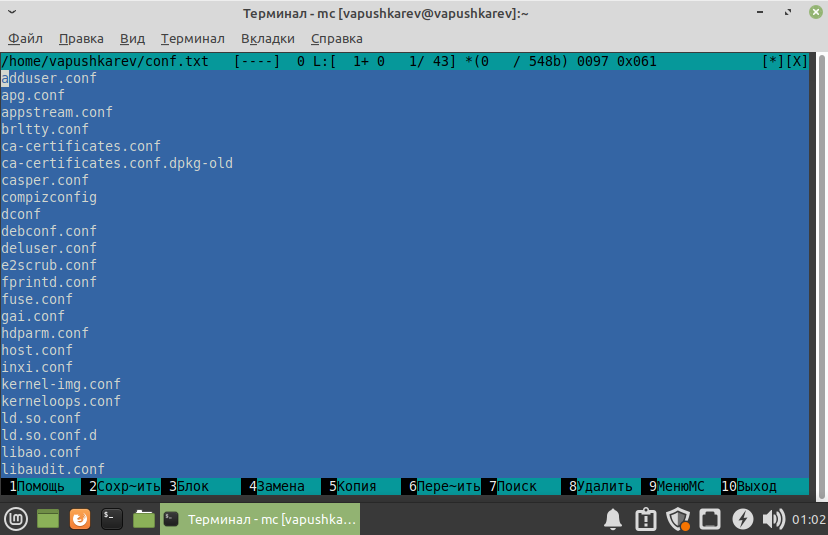 Терминал - mc [vapushkarev@vapushkarev]:~
Файл Правка Вид Терминал Вкладки Справка
/home/vapushkarev/conf.txt [----] 0 L:[ 1+ 0 1/ 43] *(0 / 548b) 0097 0x061 [*][X]
adduser.conf
apg.conf
appstream.conf
brltty.conf
ca-certificates.conf
ca-certificates.conf.dpkg-old
casper.conf
compizconfig
dconf
debconf.conf
deluser.conf
e2scrub.conf
fprintd.conf
fuse.conf
gai.conf
hdparm.conf
host.conf
inxi.conf
kernel-img.conf
kerneloops.conf
ld.so.conf
ld.so.conf.d
libao.conf
libaudit.conf
1Помощь 2Сохр~ить 3Блок 4Замена 5Копия 6Пере~ить 7Поиск 8Удалить 9МенюMC 10Выход
Терминал - mc [vapushka... 01:02